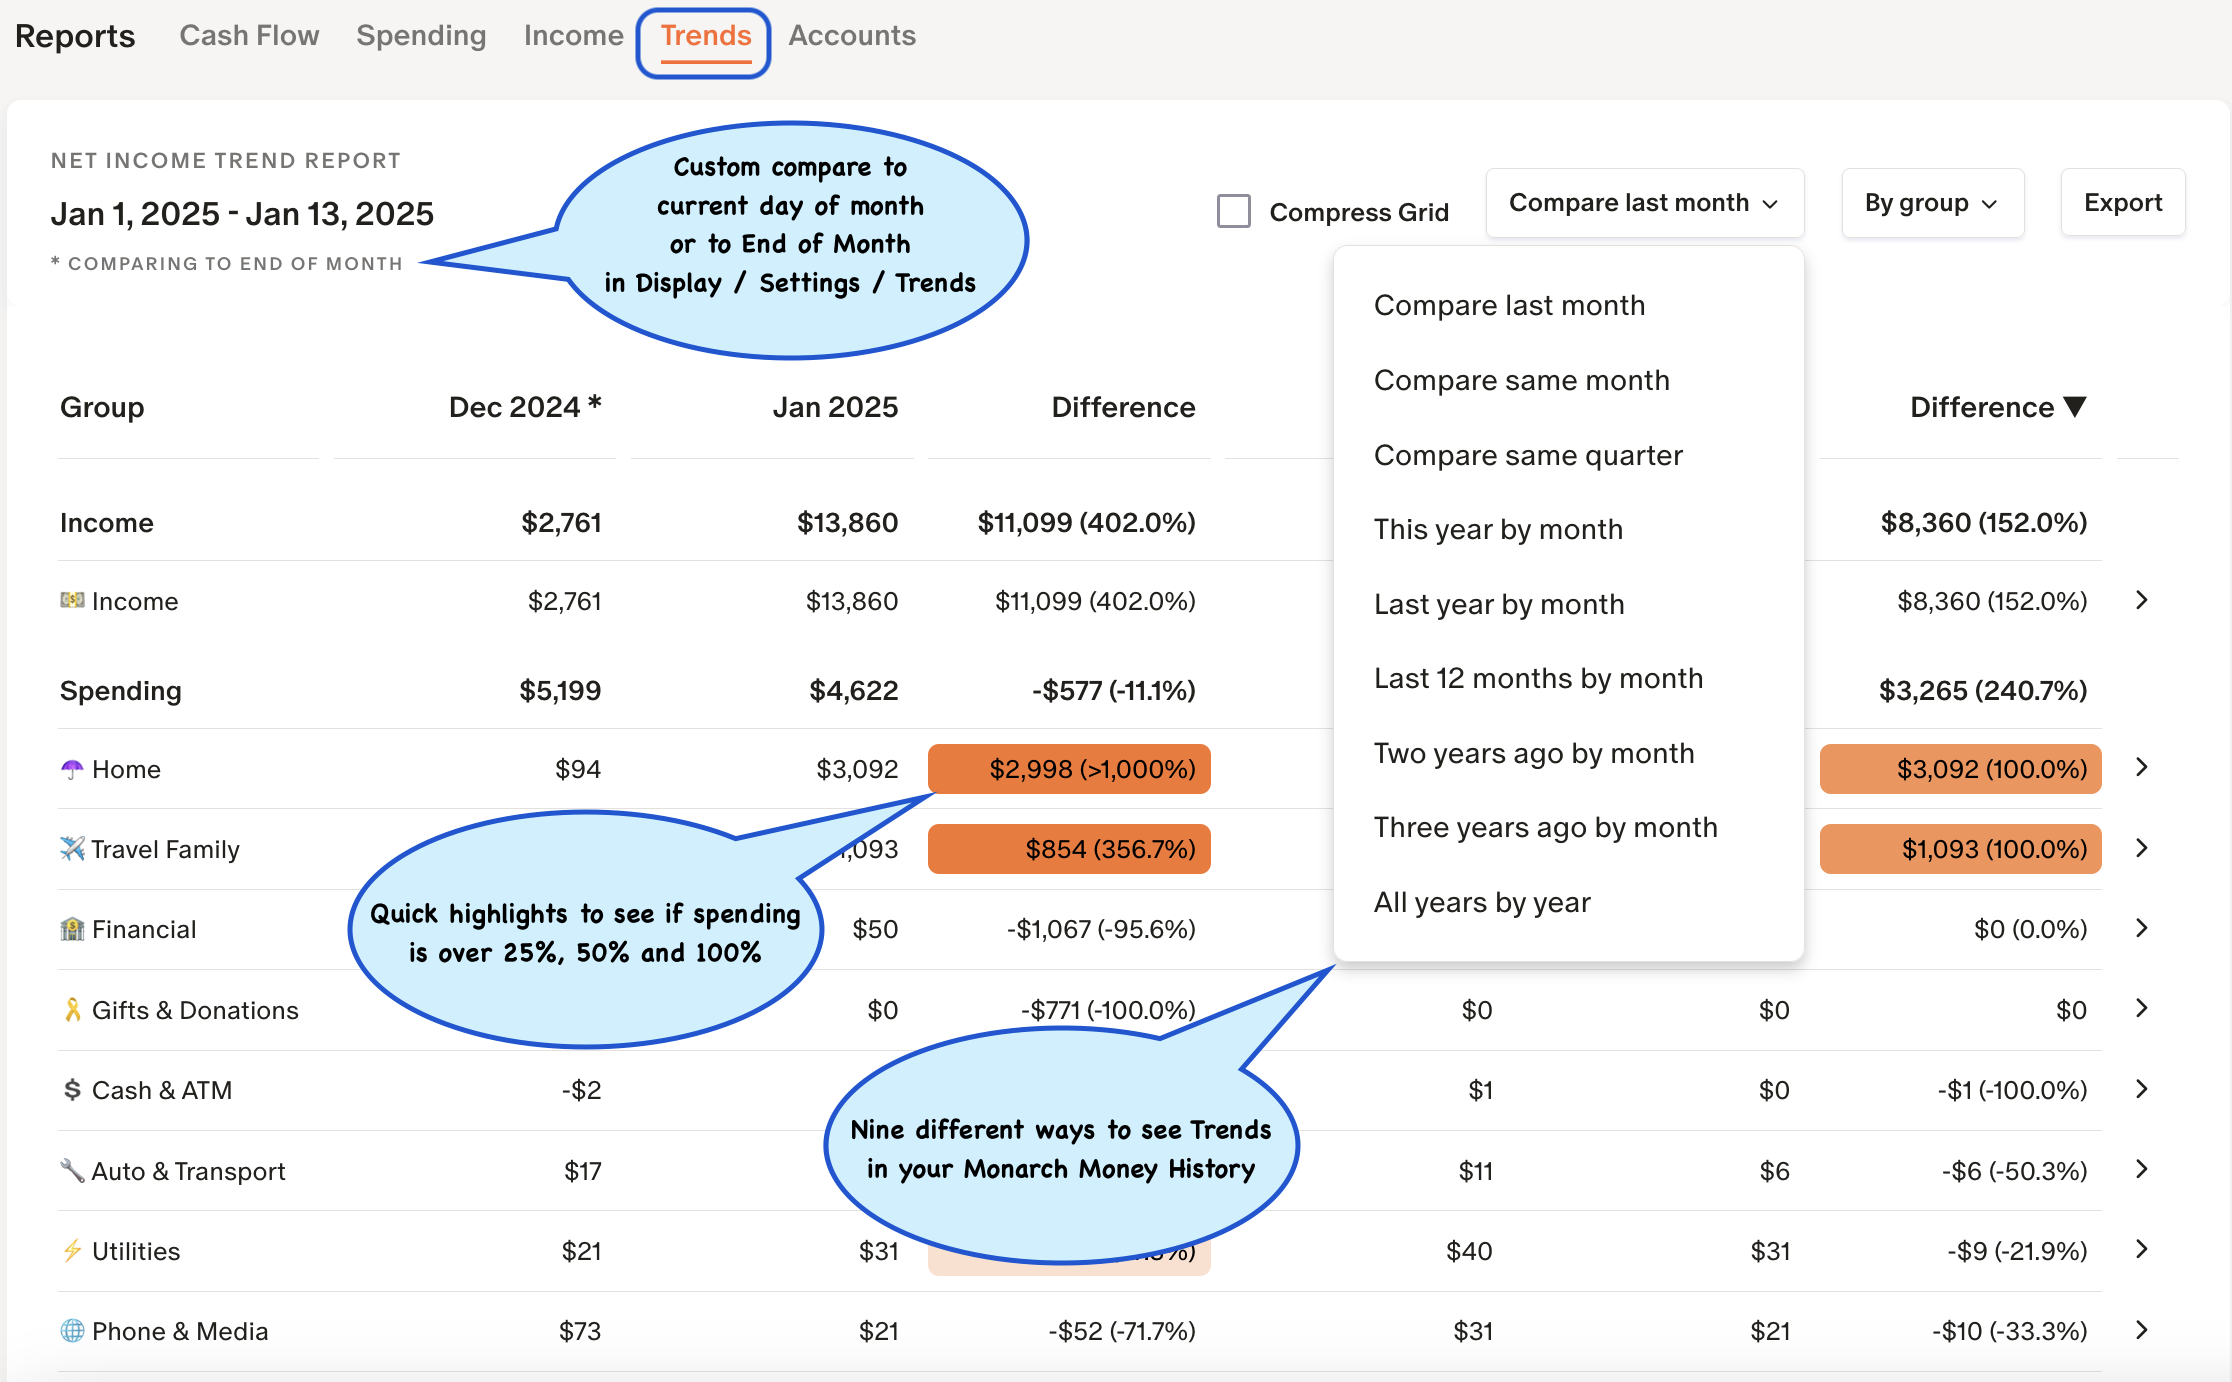 Reports Cash Flow Spending Income Trends Accounts
NET INCOME TREND REPORT
Jan 1, 2025 - Jan 13, 2025
* COMPARING TO END OF MONTH
Custom compare to
current day of month
or to End of Month
in Display / Settings / Trends
Compress Grid
Compare last month
By group
Export
Compare last month
Compare same month
Compare same quarter
This year by month
Last year by month
Last 12 months by month
Two years ago by month
Three years ago by month
All years by year
Group Dec 2024 * Jan 2025 Difference Difference ▼
Income $2,761 $13,860 $11,099 (402.0%) $8,360 (152.0%)
Income $2,761 $13,860 $11,099 (402.0%) $8,360 (152.0%)
Spending $5,199 $4,622 -$577 (-11.1%) $3,265 (240.7%)
Home $94 $3,092 $2,998 (>1,000%) $3,092 (100.0%)
Travel Family $854 (356.7%) $1,093 (100.0%)
Financial $50 -$1,067 (-95.6%) $0 (0.0%)
Gifts & Donations $0 -$771 (-100.0%) $0 $0 $0
Cash & ATM -$2 $1 $0 -$1 (-100.0%)
Auto & Transport $17 $11 $6 -$6 (-50.3%)
Utilities $21 $31 $40 $31 -$9 (-21.9%)
Phone & Media $73 $21 -$52 (-71.7%) $31 $21 -$10 (-33.3%)
Quick highlights to see if spending
is over 25%, 50% and 100%
Nine different ways to see Trends
in your Monarch Money History